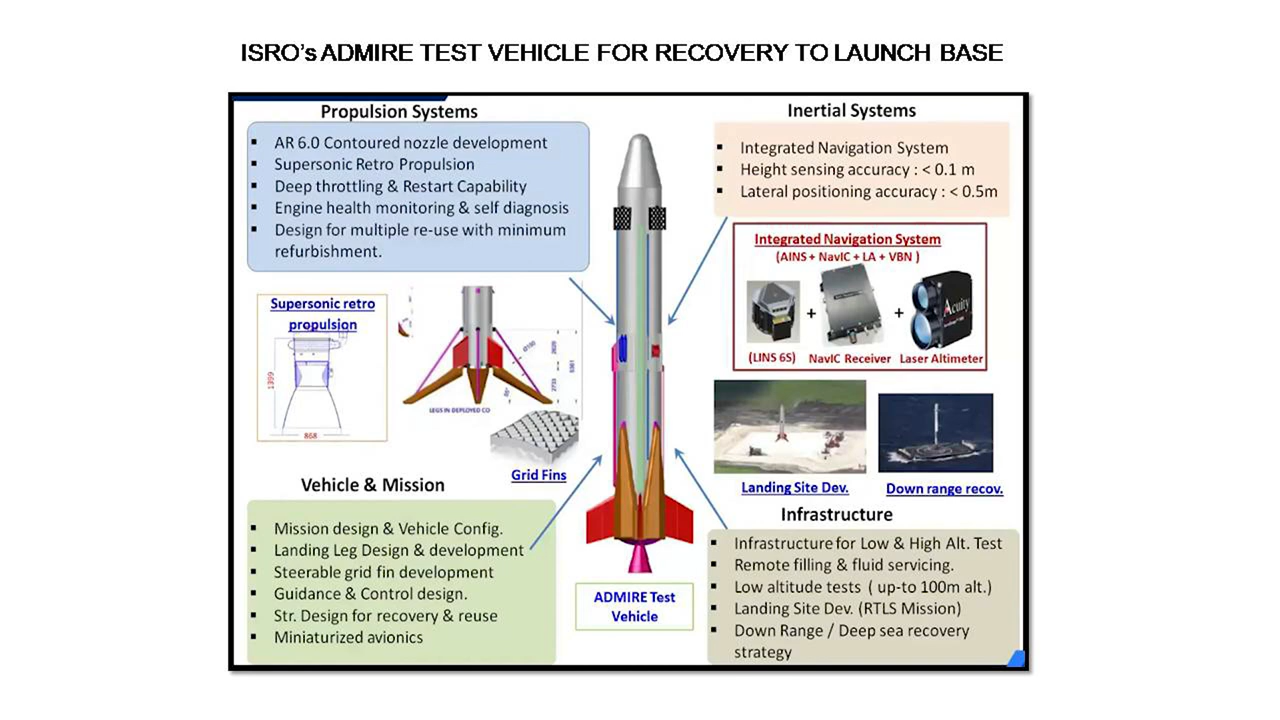 ISRO's ADMIRE TEST VEHICLE FOR RECOVERY TO LAUNCH BASE
Propulsion Systems
▪ AR 6.0 Contoured nozzle development
▪ Supersonic Retro Propulsion
▪ Deep throttling & Restart Capability
▪ Engine health monitoring & self diagnosis
▪ Design for multiple re-use with minimum
refurbishment.
Inertial Systems
▪ Integrated Navigation System
▪ Height sensing accuracy : < 0.1 m
▪ Lateral positioning accuracy : < 0.5m
Integrated Navigation System
(AINS + NavIC + LA + VBN )
+
+
Acuity
(LINS 6S)
NavIC Receiver
Laser Altimeter
Supersonic retro
propulsion
1399
868
LEGS IN DEPLOYED CO
Grid Fins
Landing Site Dev.
Down range recov.
Vehicle & Mission
▪ Mission design & Vehicle Config.
▪ Landing Leg Design & development
▪ Steerable grid fin development
▪ Guidance & Control design.
▪ Str. Design for recovery & reuse
▪ Miniaturized avionics
ADMIRE Test
Vehicle
Infrastructure
▪ Infrastructure for Low & High Alt. Test
▪ Remote filling & fluid servicing.
▪ Low altitude tests ( up-to 100m alt.)
▪ Landing Site Dev. (RTLS Mission)
▪ Down Range / Deep sea recovery
strategy